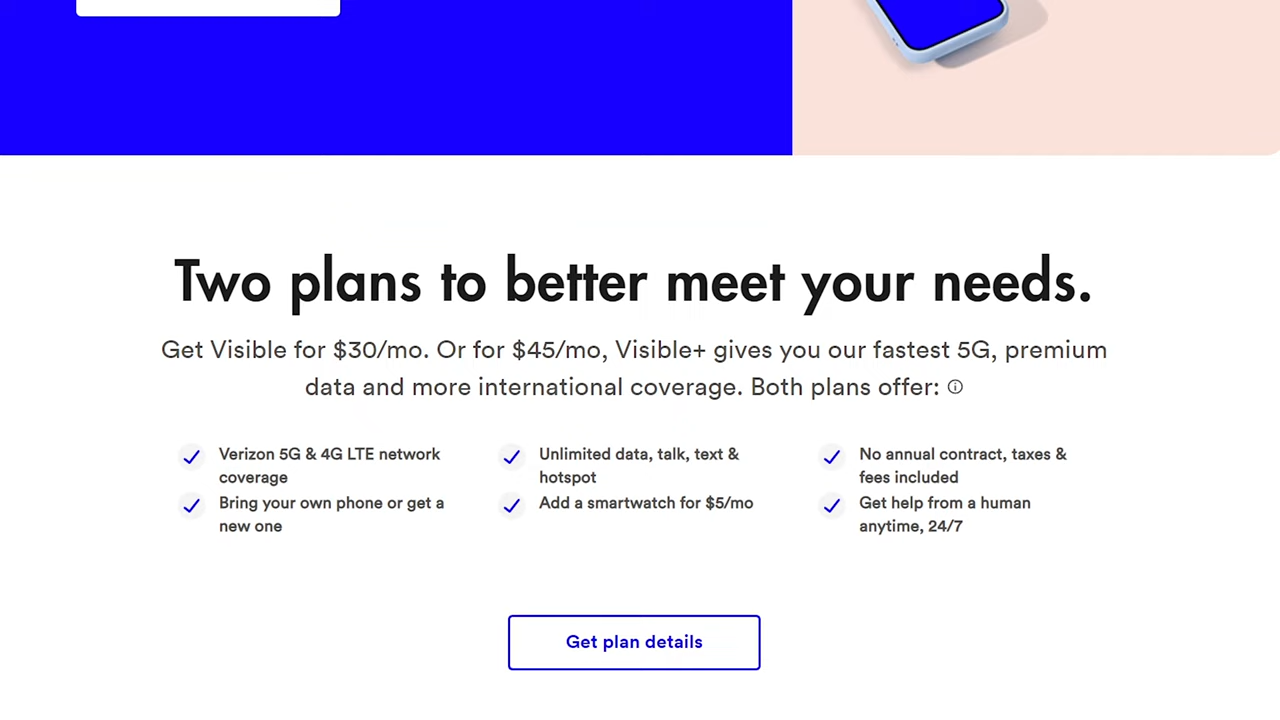 Two plans to better meet your needs.
Get Visible for $30/mo. Or for $45/mo, Visible+ gives you our fastest 5G, premium
data and more international coverage. Both plans offer:
Verizon 5G & 4G LTE network
coverage
Unlimited data, talk, text &
hotspot
No annual contract, taxes &
fees included
Bring your own phone or get a
new one
Add a smartwatch for $5/mo
Get help from a human
anytime, 24/7
Get plan details